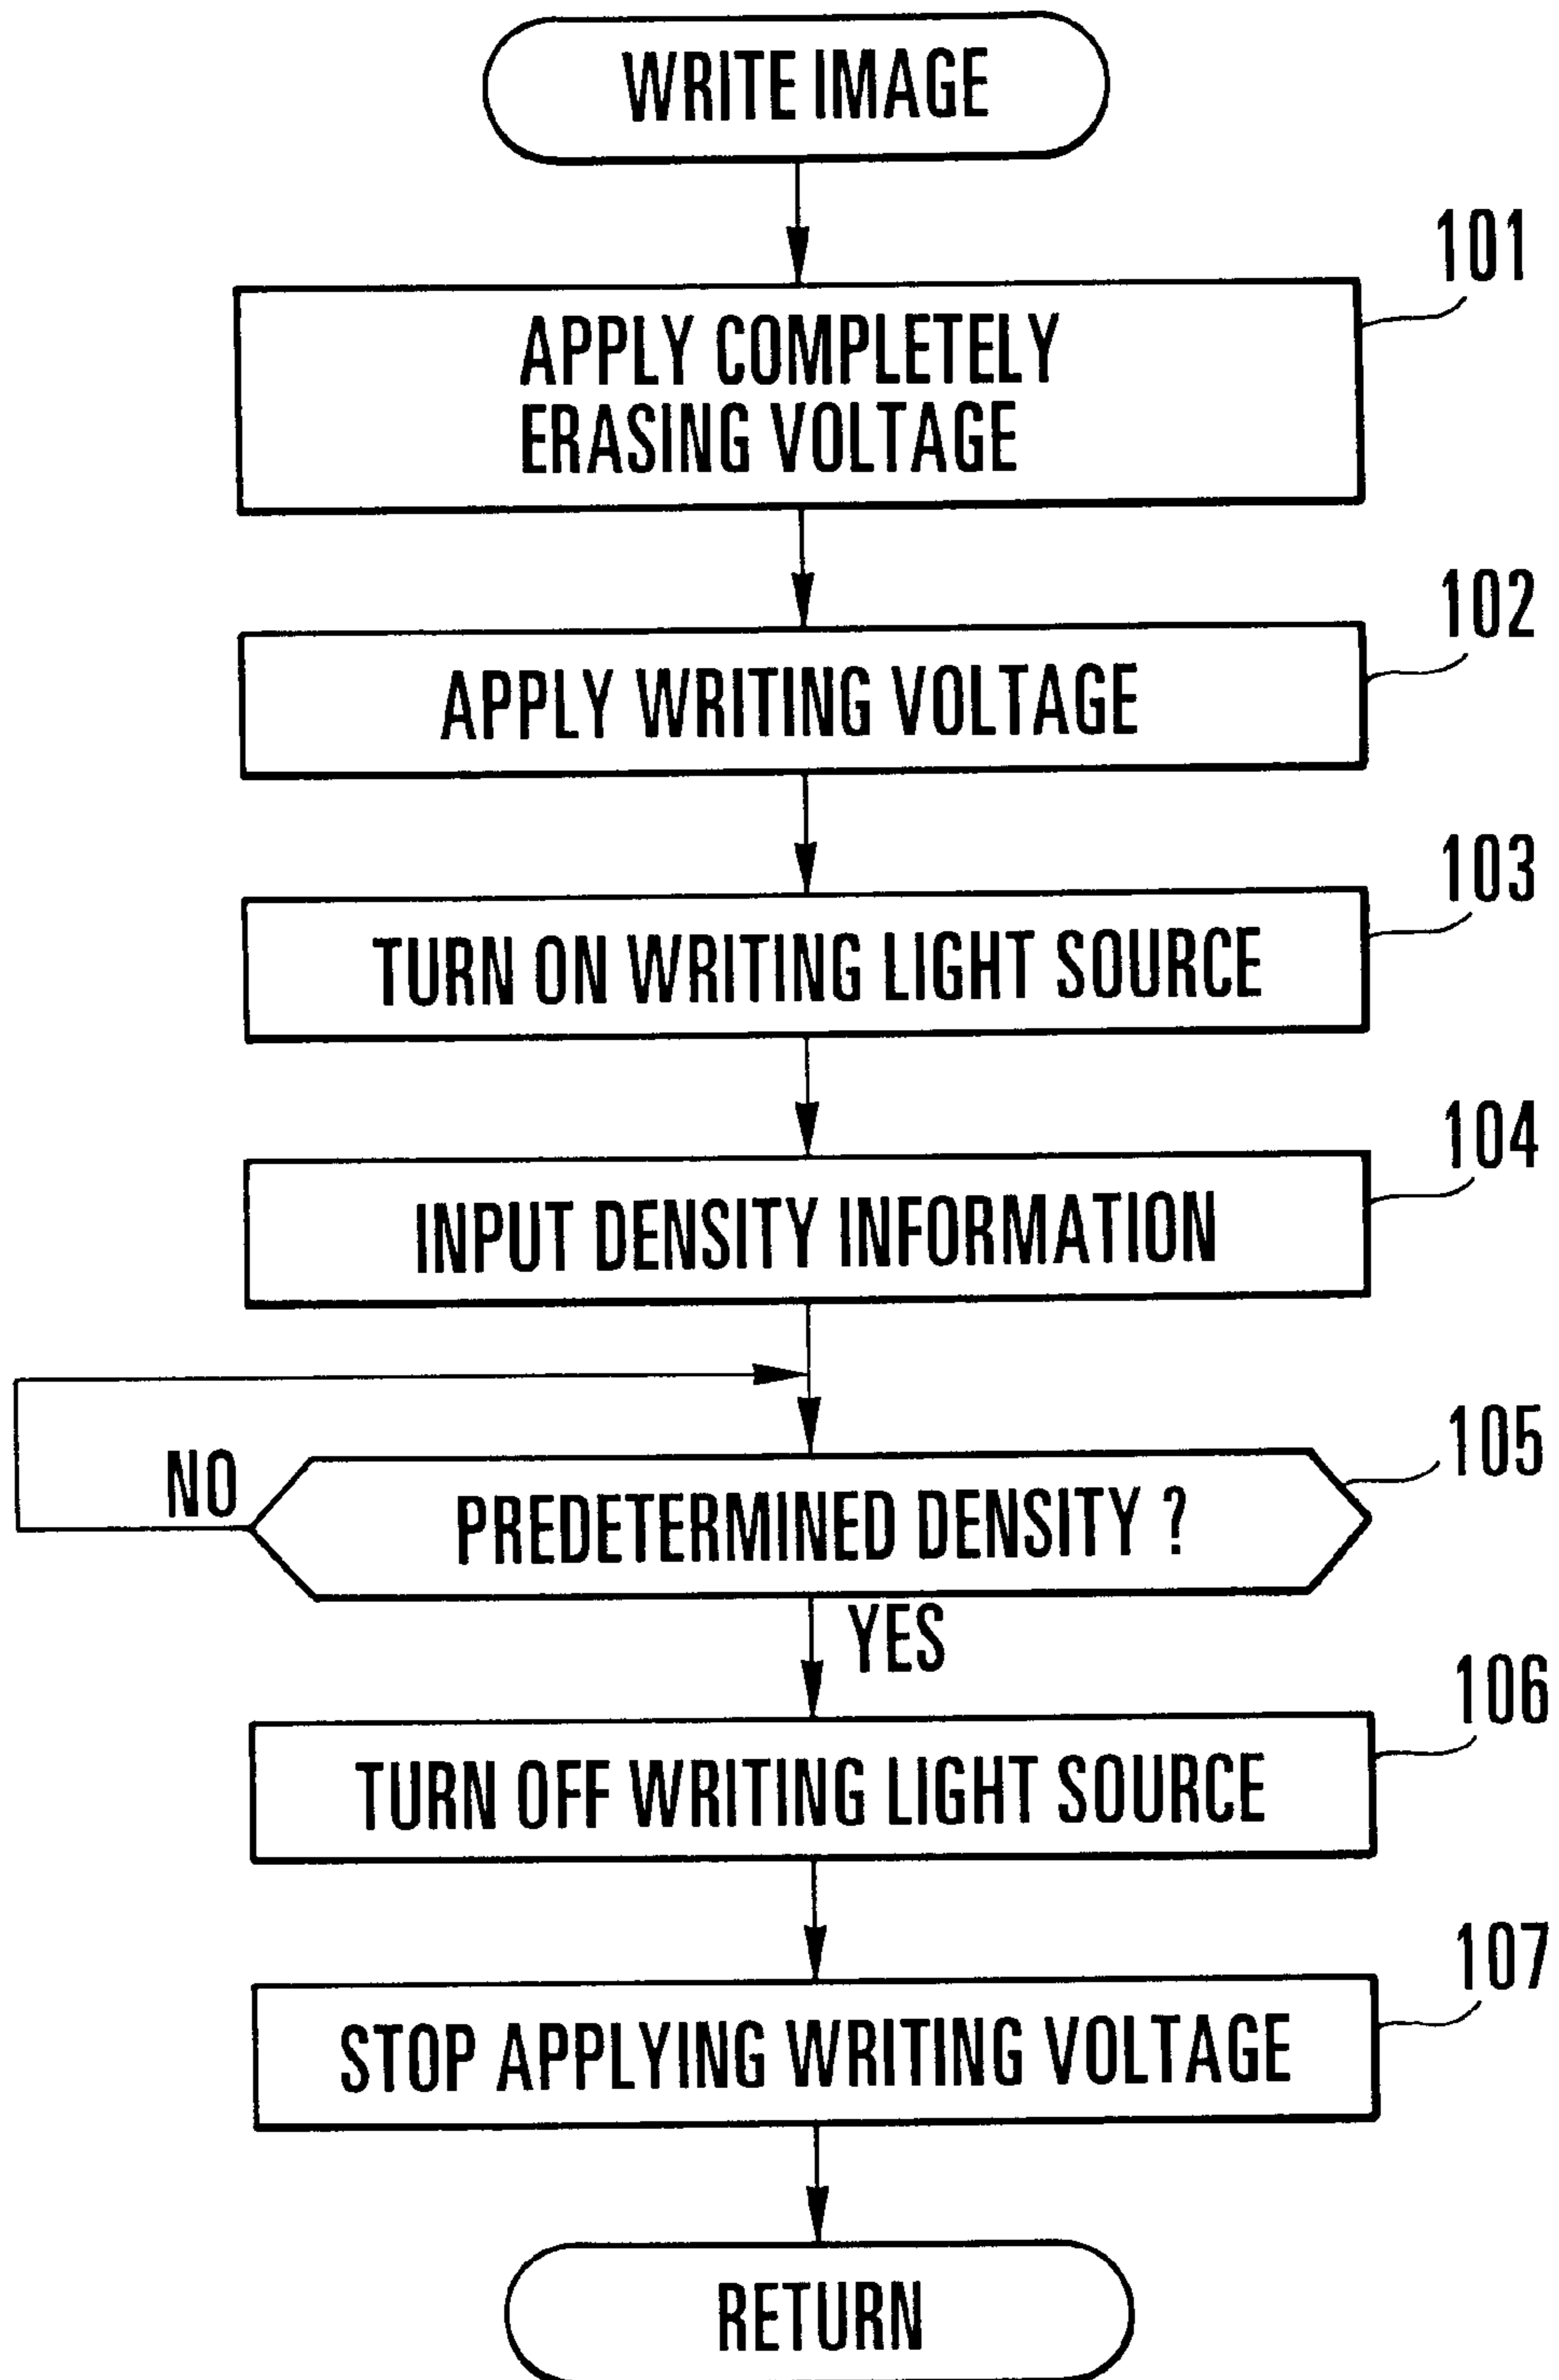 WRITE IMAGE
101
APPLY COMPLETELY
ERASING VOLTAGE
102
APPLY WRITING VOLTAGE
103
TURN ON WRITING LIGHT SOURCE
104
INPUT DENSITY INFORMATION
105
NO
PREDETERMINED DENSITY ?
YES
106
TURN OFF WRITING LIGHT SOURCE
107
STOP APPLYING WRITING VOLTAGE
RETURN